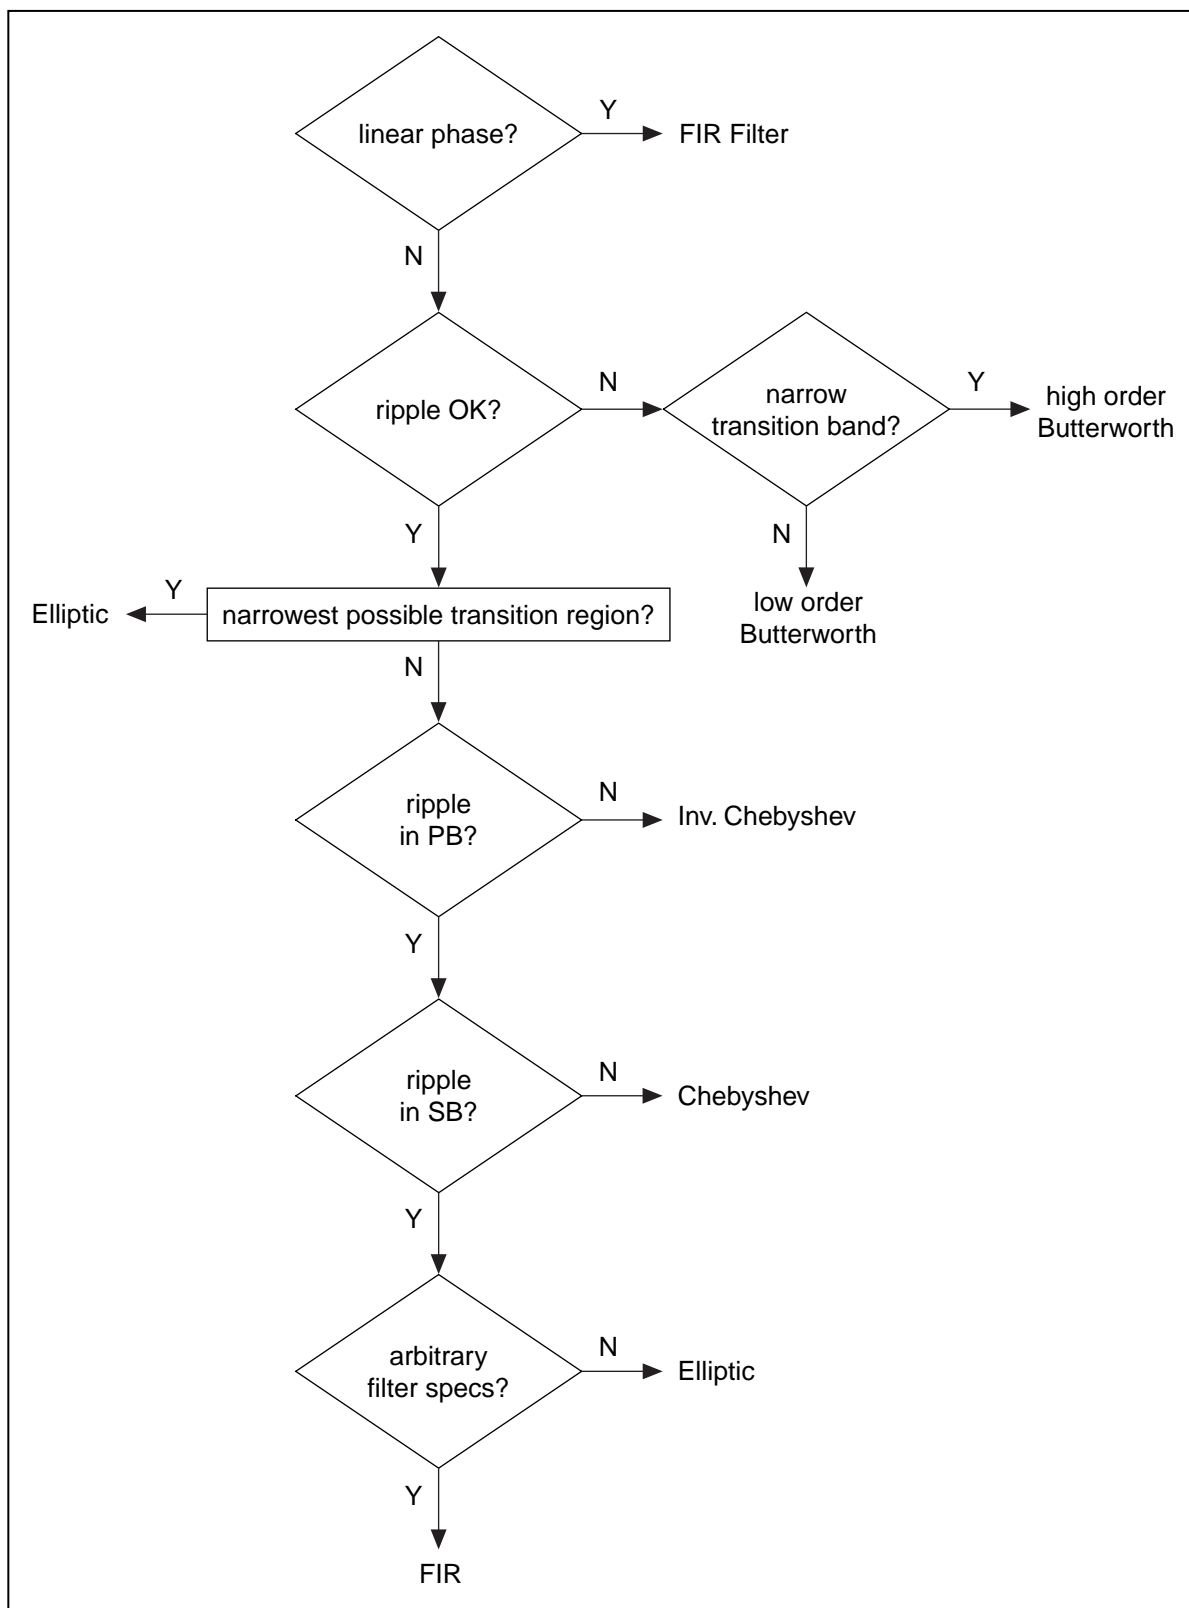 linear phase?
Y
FIR Filter
N
ripple OK?
N
narrow
transition band?
Y
high order
Butterworth
Y
N
low order
Butterworth
Elliptic
Y
narrowest possible transition region?
N
ripple
in PB?
N
Inv. Chebyshev
Y
ripple
in SB?
N
Chebyshev
Y
arbitrary
filter specs?
N
Elliptic
Y
FIR